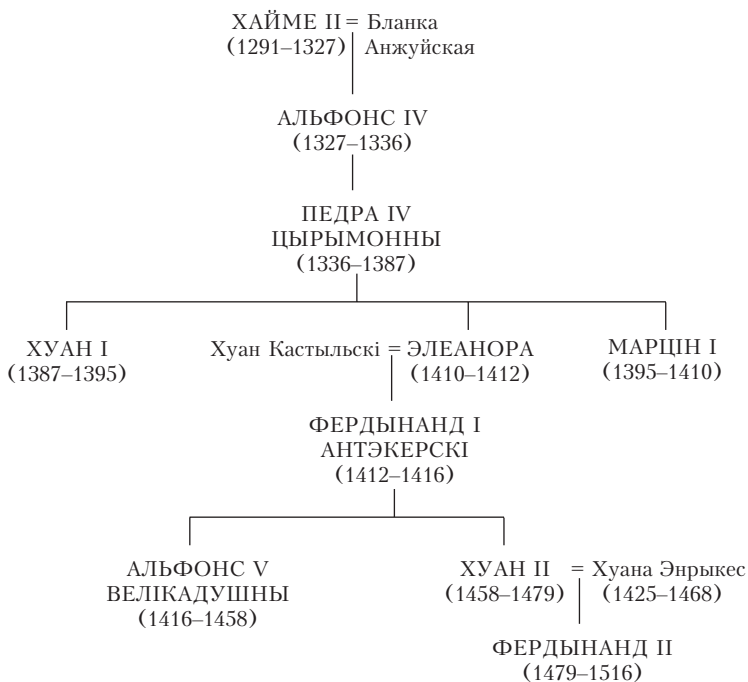 ХАЙМЕ II = Бланка
(1291–1327) Анжуйская
АЛЬФОНС IV
(1327–1336)
ПЕДРА IV
ЦЫРЫМОННЫ
(1336–1387)
ХУАН I
(1387–1395)
Хуан Кастыльскі = ЭЛЕАНОРА
(1410–1412)
МАРЦІН I
(1395–1410)
ФЕРДЫНАНД I
АНТЭКЕРСКІ
(1412–1416)
АЛЬФОНС V
ВЕЛІКАДУШНЫ
(1416–1458)
ХУАН II = Хуана Энрыкес
(1458–1479) (1425–1468)
ФЕРДЫНАНД II
(1479–1516)